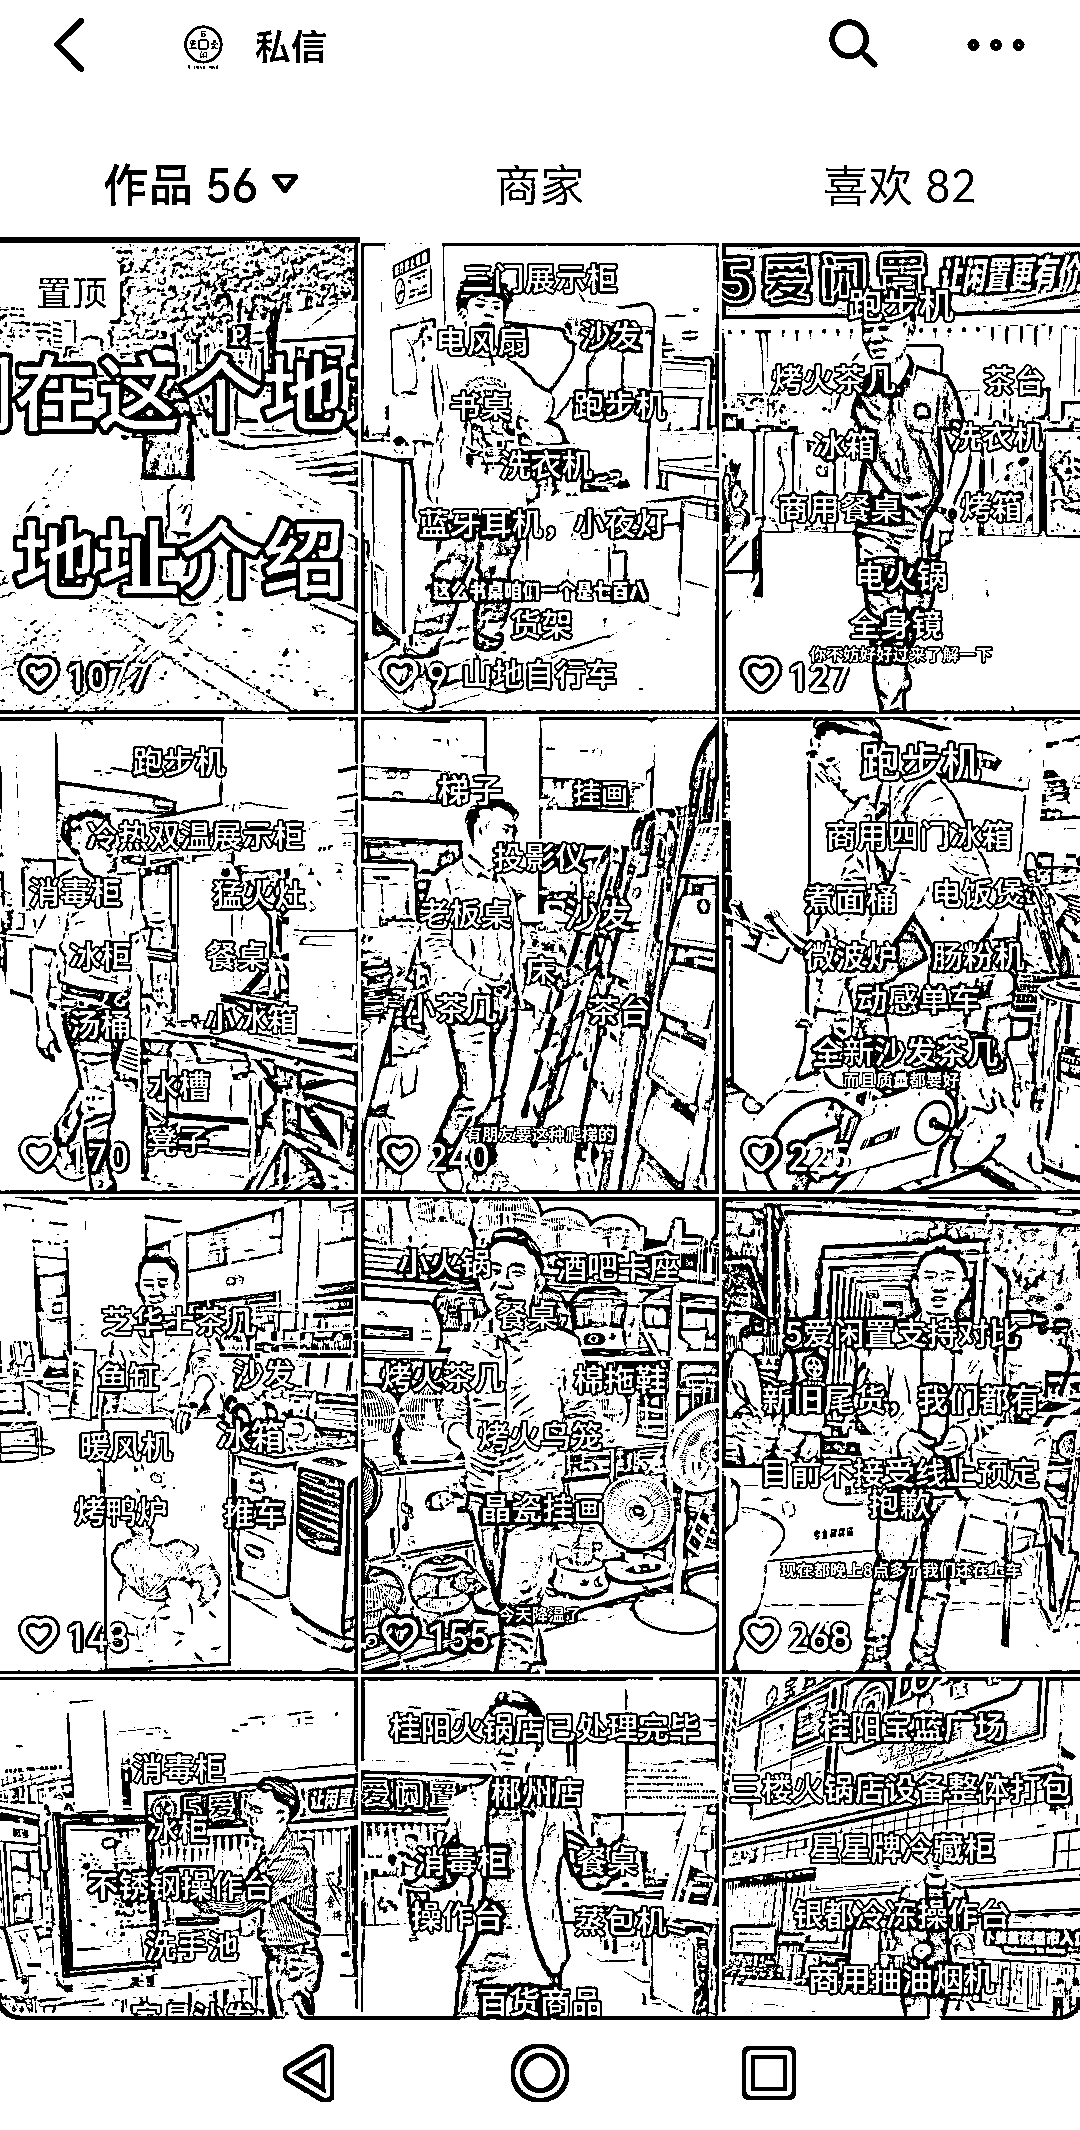 私信
作品 56
商家
喜欢 82
置顶
在这个地
地址介绍
1077
三门展示柜
电风扇
沙发
书桌
跑步机
洗衣机
蓝牙耳机，小夜灯
这么书桌咱们一个是七百八
货架
9
山地自行车
5爱闲置
让闲置更有价
跑步机
烤火茶几
茶台
冰箱
洗衣机
商用餐桌
烤箱
电火锅
全身镜
你不妨好好过来了解一下
127
跑步机
冷热双温展示柜
消毒柜
猛火灶
冰柜
餐桌
汤桶
小冰箱
水槽
凳子
170
梯子
挂画
投影仪
老板桌
沙发
床
小茶几
茶台
有朋友要这种爬梯的
240
跑步机
商用四门冰箱
煮面桶
电饭煲
微波炉
肠粉机
动感单车
全新沙发茶几
而且质量都要好
225
芝华士茶几
鱼缸
沙发
暖风机
冰箱
烤鸭炉
推车
143
小火锅
酒吧卡座
餐桌
烤火茶几
棉拖鞋
烤火鸟笼
晶瓷挂画
今天降温了
155
5爱闲置支持对比
新旧尾货，我们都有
目前不接受线上预定
抱歉
现在都晚上8点多了我们还在上车
268
消毒柜
5爱
让闲置
冰柜
不锈钢操作台
洗手池
桂阳火锅店已处理完毕
爱闲置
郴州店
消毒柜
餐桌
操作台
蒸包机
百货商品
桂阳宝蓝广场
三楼火锅店设备整体打包
星星牌冷藏柜
银都冷冻操作台
商用抽油烟机